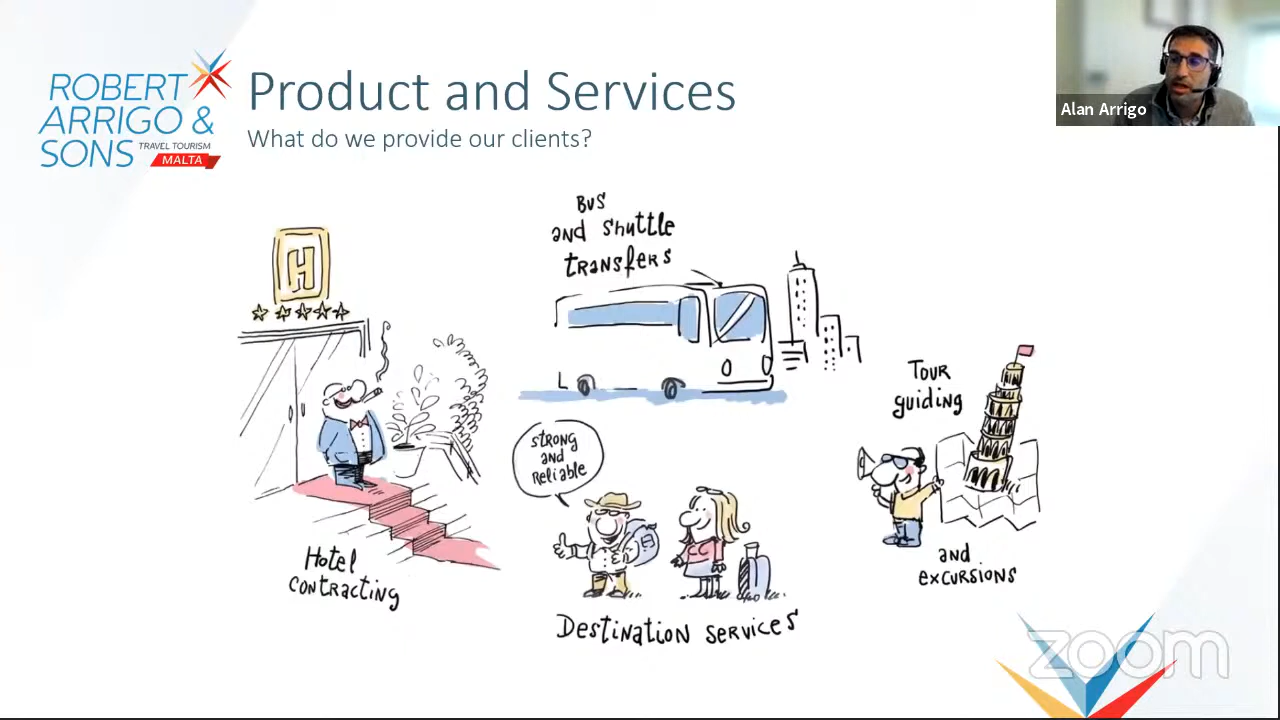 ROBERT
ARRIGO &
SONS
TRAVEL TOURISM
MALTA
Product and Services
What do we provide our clients?
Alan Arrigo
H
Bus
and shuttle
transfers
Tour
guiding
and
excursions
Strong
and
Reliable
Hotel
contracting
Destination services
zoom